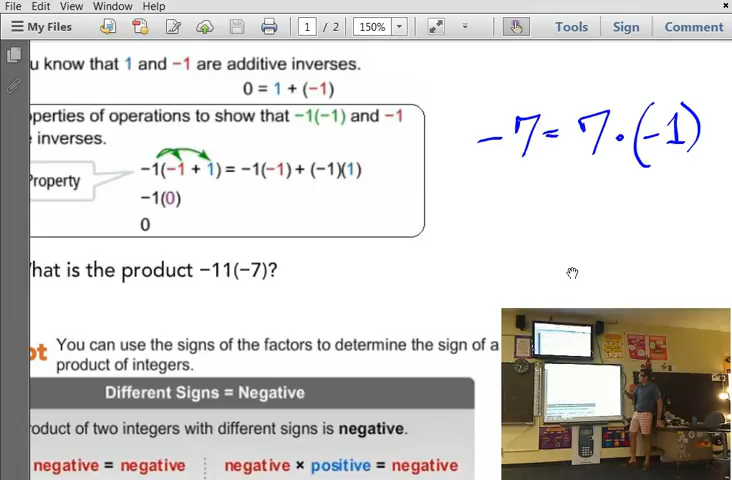 File Edit View Window Help ×
My Files 1 / 2 150% Tools Sign Comment
u know that 1 and −1 are additive inverses.
0 = 1 + (−1)
operties of operations to show that −1(−1) and −1
inverses.
Property
−1(−1 + 1) = −1(−1) + (−1)(1)
−1(0)
0
-7 = 7·(-1)
hat is the product −11(−7)?
pt You can use the signs of the factors to determine the sign of a
product of integers.
Different Signs = Negative
roduct of two integers with different signs is negative.
negative = negative
negative × positive = negative